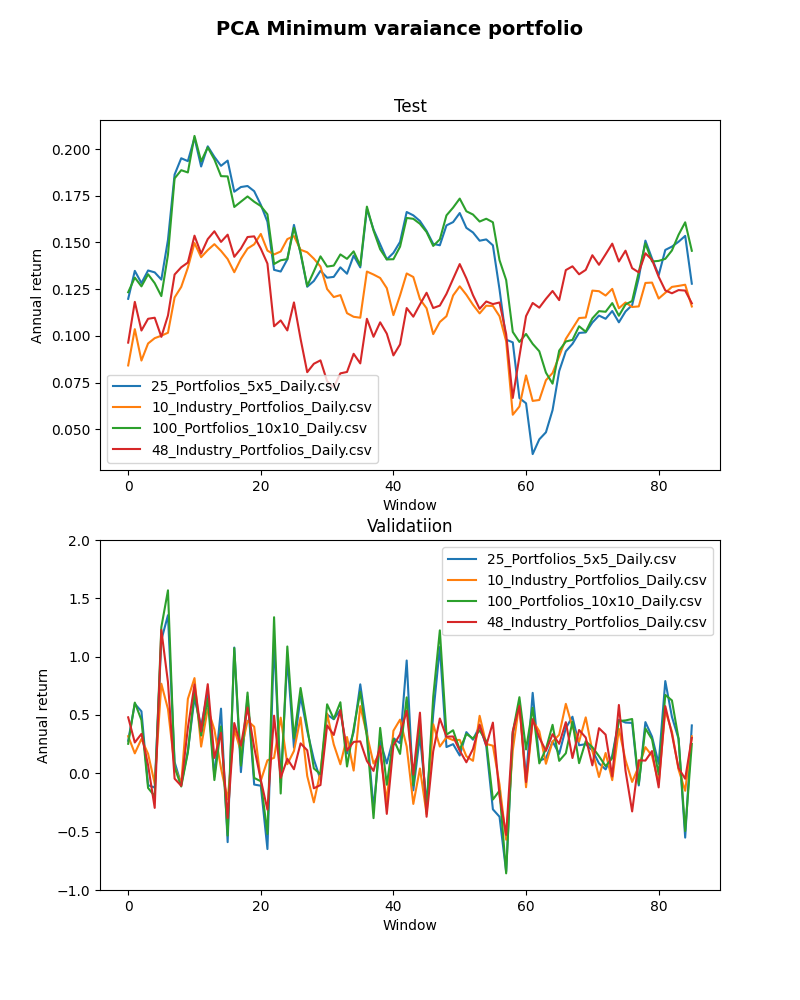 PCA Minimum varaiance portfolio
Test
0.200
0.175
0.150
0.125
0.100
0.075
0.050
Annual return
25_Portfolios_5x5_Daily.csv
10_Industry_Portfolios_Daily.csv
100_Portfolios_10x10_Daily.csv
48_Industry_Portfolios_Daily.csv
0 20 40 60 80
Window
Validatiion
2.0
1.5
1.0
0.5
0.0
−0.5
−1.0
Annual return
25_Portfolios_5x5_Daily.csv
10_Industry_Portfolios_Daily.csv
100_Portfolios_10x10_Daily.csv
48_Industry_Portfolios_Daily.csv
0 20 40 60 80
Window